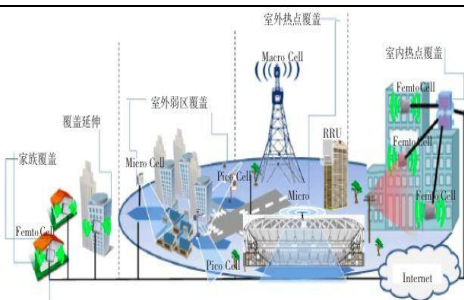 室外热点覆盖
室内热点覆盖
Macro Cell
Femto Cell
室外弱区覆盖
覆盖延伸
RRU
Micro Cell
Pico Cell
Femto Cell
家族覆盖
Micro
Femto Cell
Femto Cell
Pico Cell
Internet